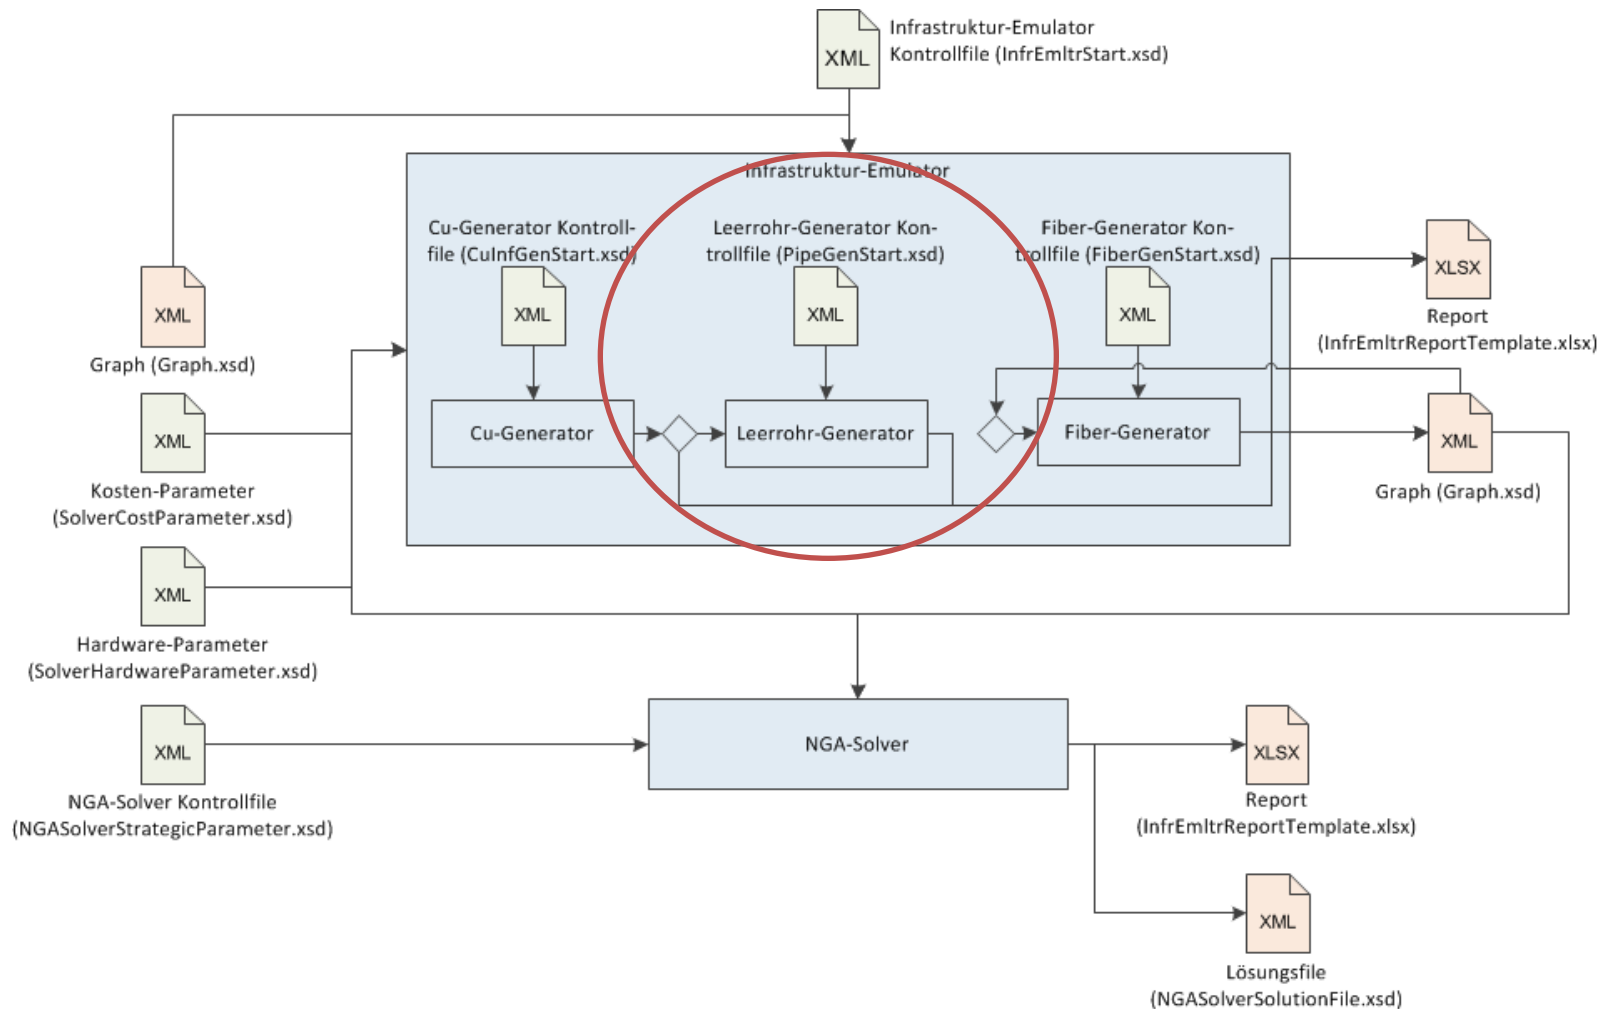 Infrastruktur-Emulator
Kontrollfile (InfrEmltrStart.xsd)
XML
Infrastruktur-Emulator
Cu-Generator Kontroll-
file (CuInfGenStart.xsd)
XML
Leerrohr-Generator Kon-
trollfile (PipeGenStart.xsd)
XML
Fiber-Generator Kon-
trollfile (FiberGenStart.xsd)
XML
XLSX
Report
(InfrEmltrReportTemplate.xlsx)
XML
Graph (Graph.xsd)
Cu-Generator
Leerrohr-Generator
Fiber-Generator
XML
Graph (Graph.xsd)
XML
Kosten-Parameter
(SolverCostParameter.xsd)
XML
Hardware-Parameter
(SolverHardwareParameter.xsd)
XML
NGA-Solver Kontrollfile
(NGASolverStrategicParameter.xsd)
NGA-Solver
XLSX
Report
(InfrEmltrReportTemplate.xlsx)
XML
Lösungsfile
(NGASolverSolutionFile.xsd)